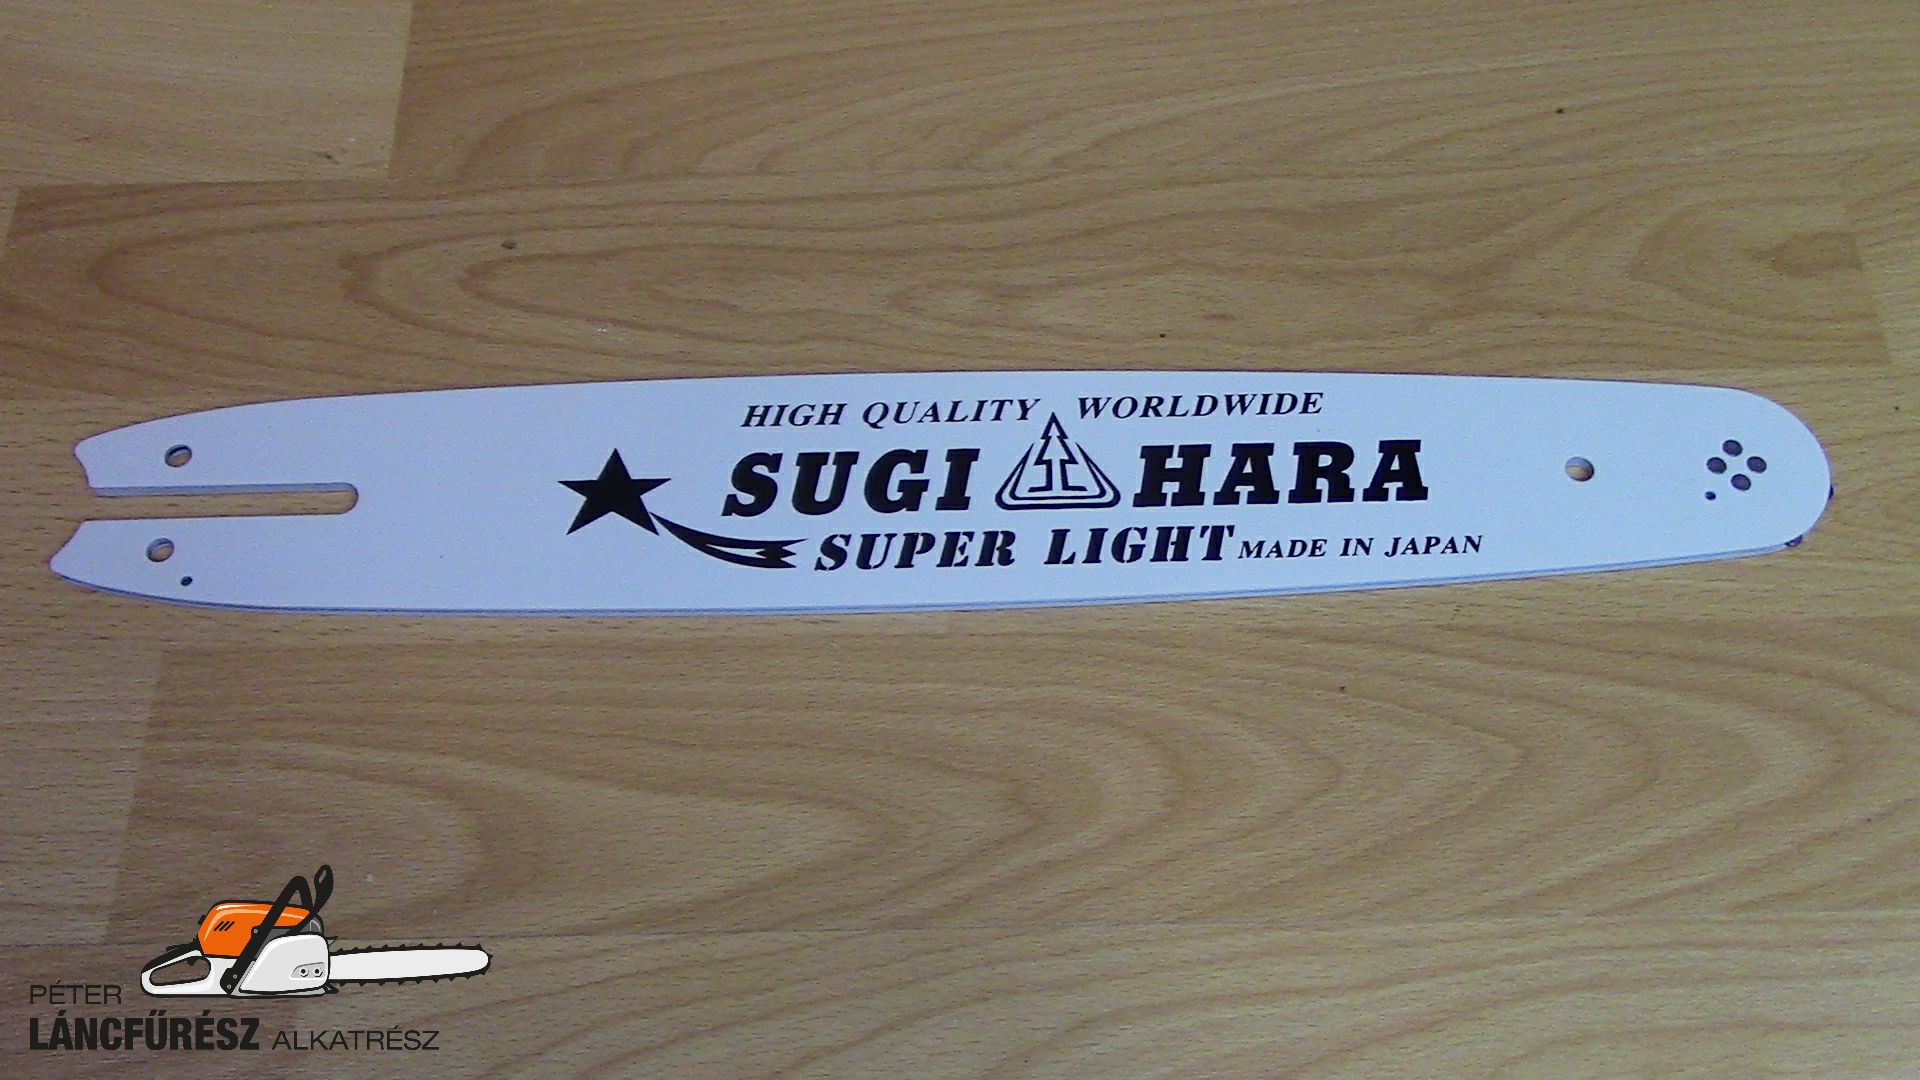 HIGH QUALITY WORLDWIDE
SUGI HARA
SUPER LIGHT MADE IN JAPAN
PÉTER
LÁNCFŰRÉSZ ALKATRÉSZ